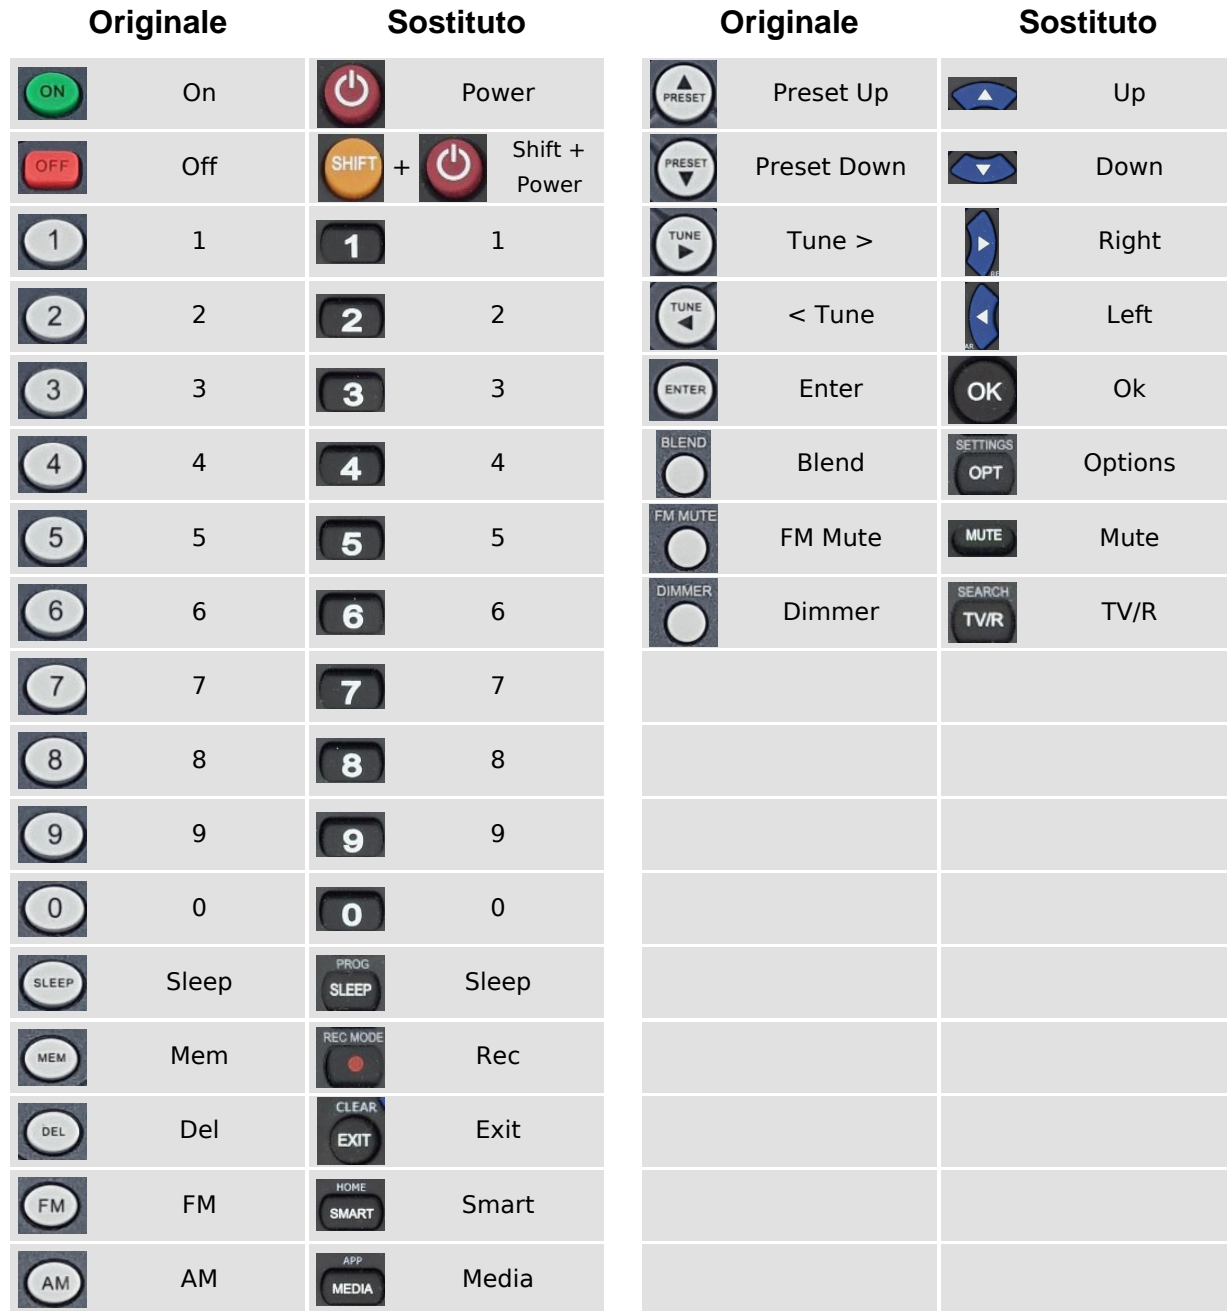 Originale Sostituto Originale Sostituto
ON On Power PRESET Preset Up Up
OFF Off SHIFT + Shift + Power PRESET Preset Down Down
1 1 1 1 TUNE Tune > Right
2 2 2 2 TUNE < Tune Left
3 3 3 3 ENTER Enter OK Ok
4 4 4 4 BLEND Blend SETTINGS OPT Options
5 5 5 5 FM MUTE FM Mute MUTE Mute
6 6 6 6 DIMMER Dimmer SEARCH TV/R TV/R
7 7 7 7
8 8 8 8
9 9 9 9
0 0 0 0
SLEEP Sleep PROG SLEEP Sleep
MEM Mem REC MODE Rec
DEL Del CLEAR EXIT Exit
FM FM HOME SMART Smart
AM AM APP MEDIA Media